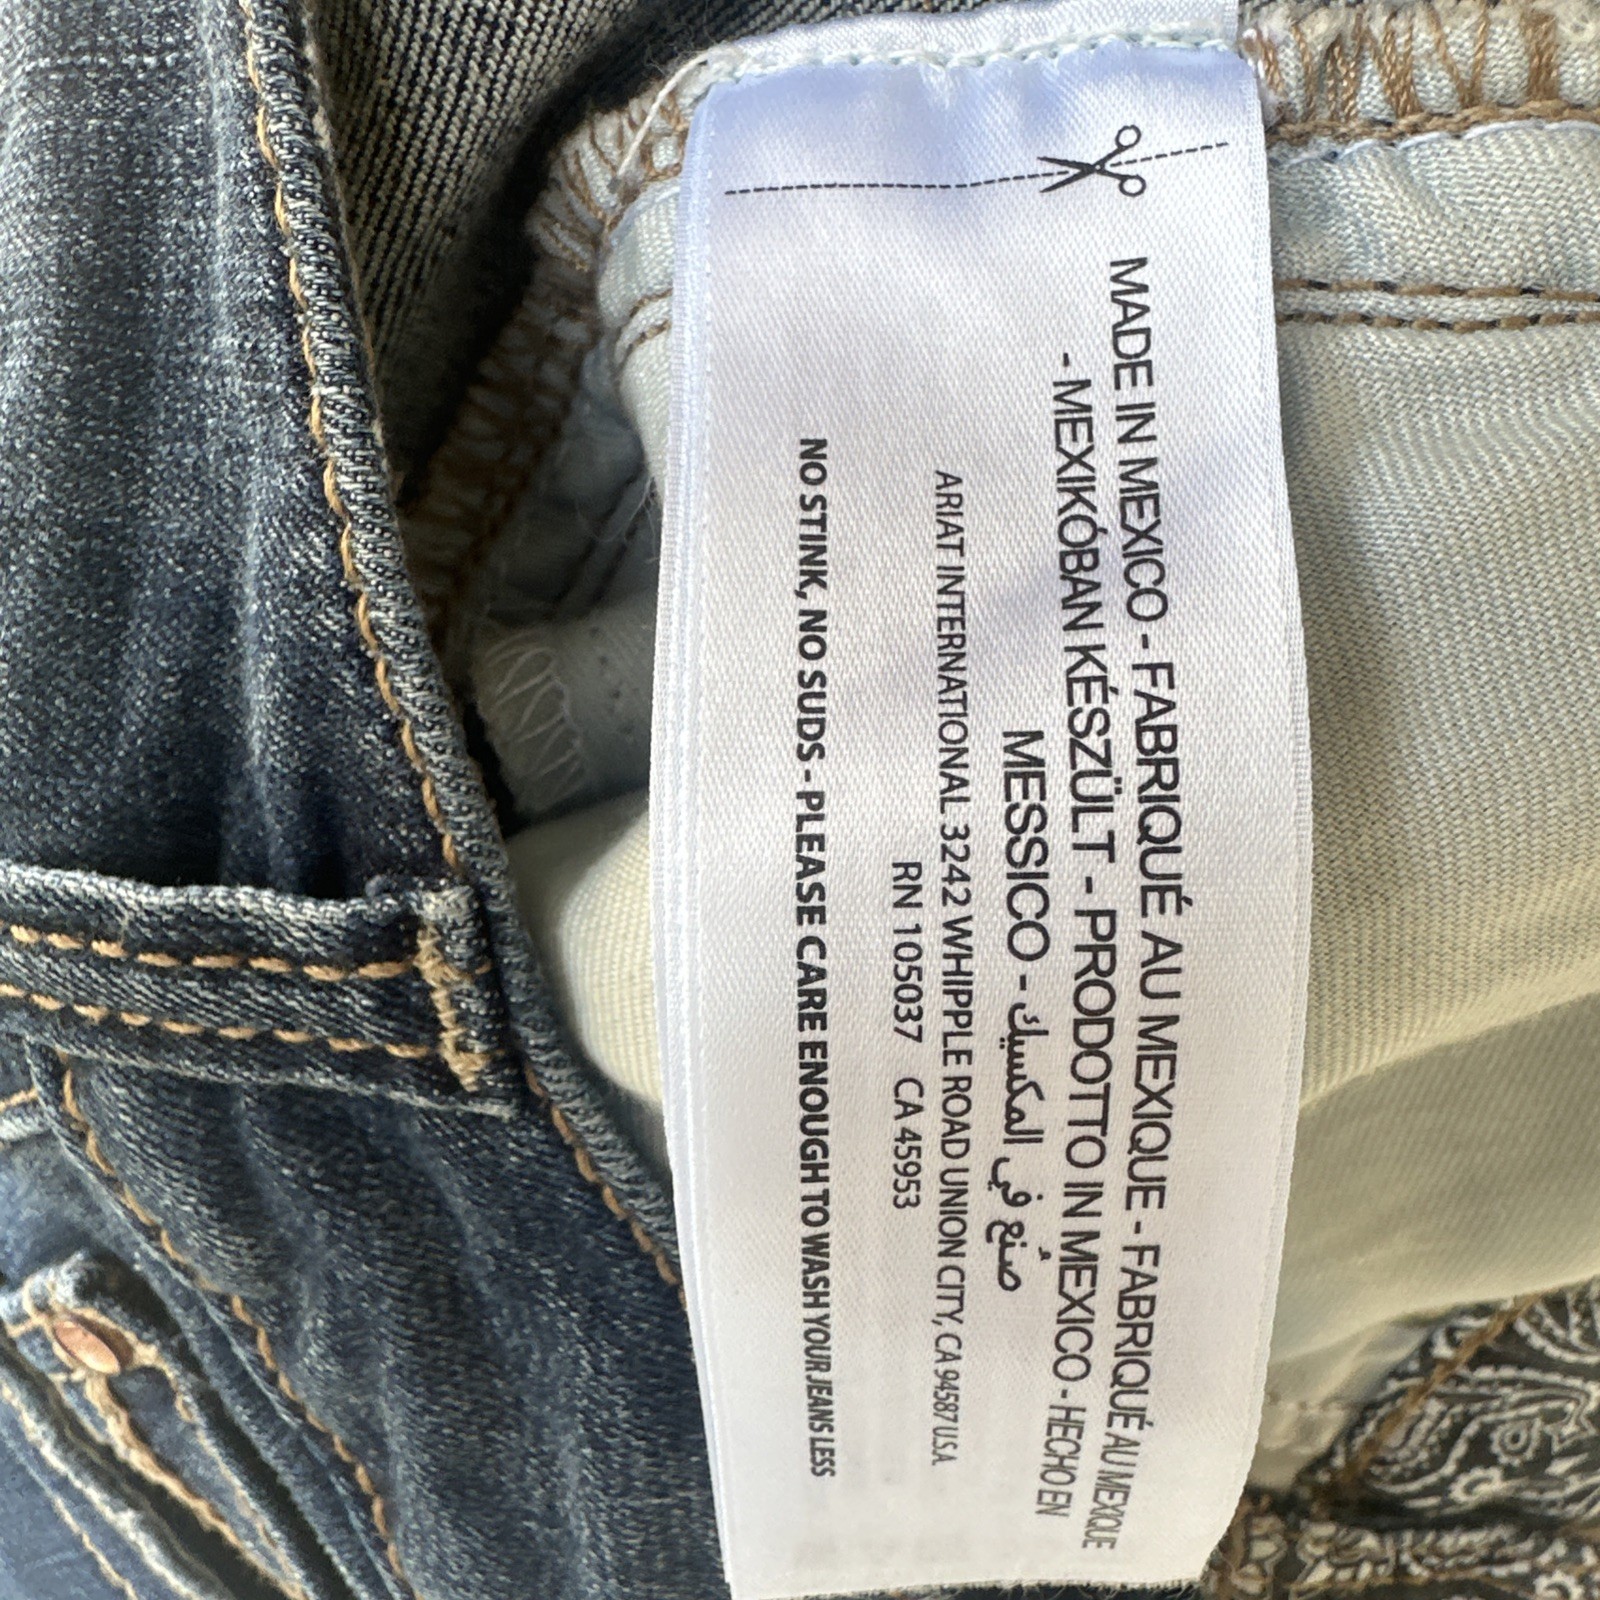 MADE IN MEXICO - FABRIQUÉ AU MEXIQUE - FABRIQUÉ AU MEXIQUE
- MEXIKÓBAN KÉSZÜLT - PRODOTTO IN MEXICO - HECHO EN
MESSICO - صُنع في المكسيك
ARIAT INTERNATIONAL 3242 WHIPPLE ROAD UNION CITY, CA 94587 U.S.A.
RN 105037 CA 45953
NO STINK, NO SUDS - PLEASE CARE ENOUGH TO WASH YOUR JEANS LESS